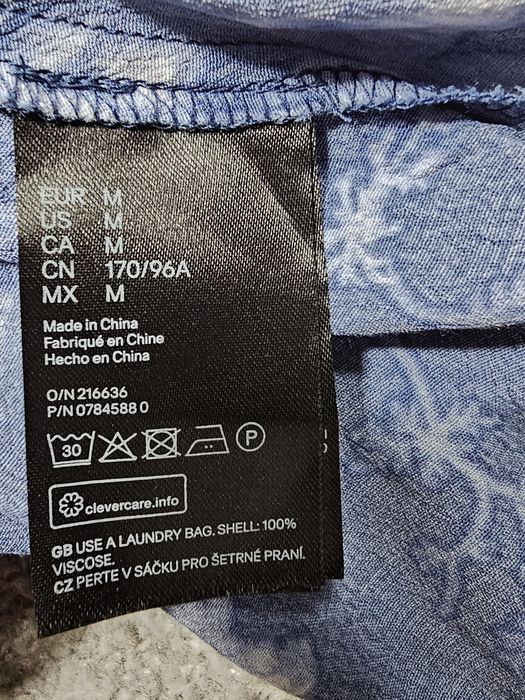 EUR M
US M
CA M
CN 170/96A
MX M
Made in China
Fabriqué en Chine
Hecho en China
O/N 216636
P/N 0784588 0
30 P
clevercare.info
GB USE A LAUNDRY BAG. SHELL: 100%
VISCOSE.
CZ PERTE V SÁČKU PRO ŠETRNÉ PRANÍ.